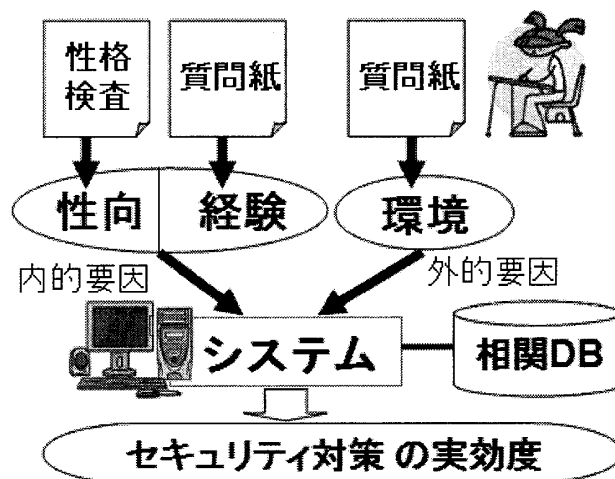 性格
検査
質問紙
質問紙
性向
経験
環境
内的要因
外的要因
システム
相関DB
セキュリティ対策の実効度